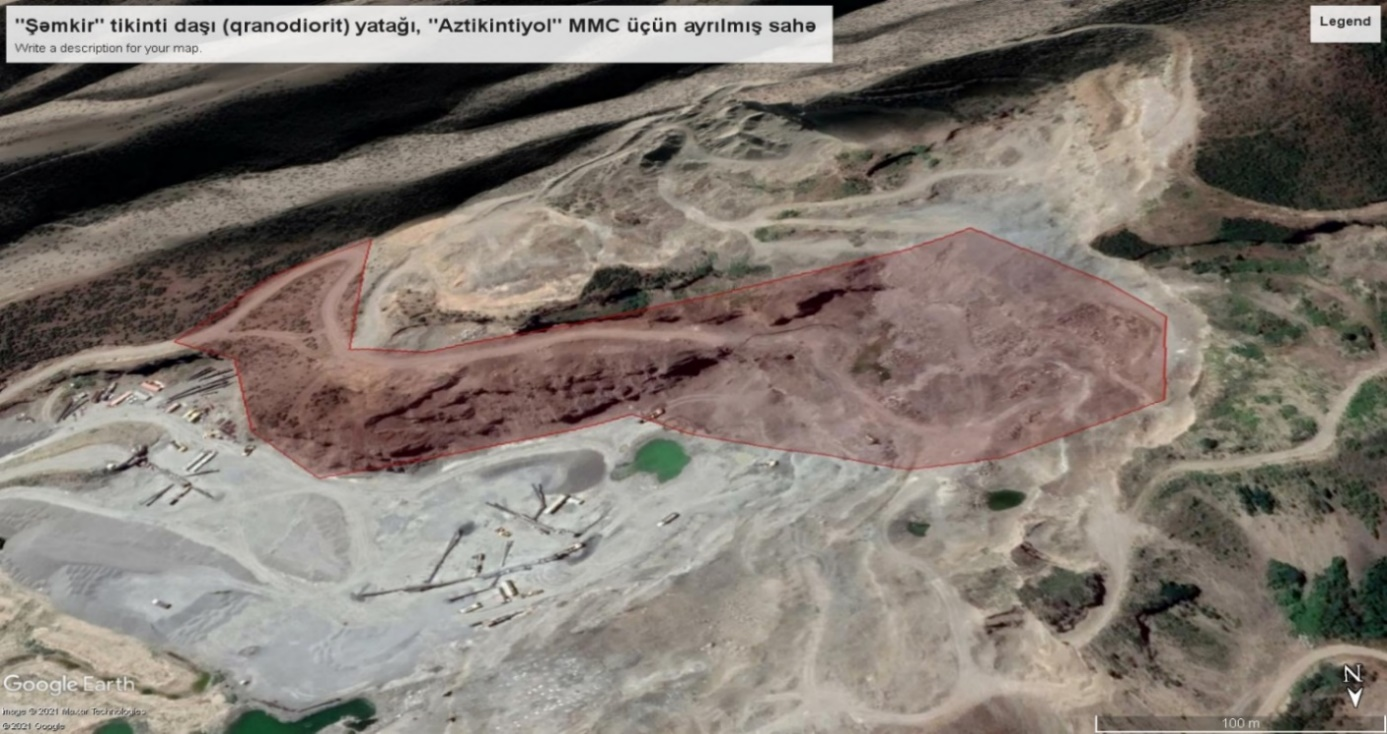 "Şəmkir" tikinti daşı (qranodiorit) yatağı, "Aztikintiyol" MMC üçün ayrılmış sahə
Write a description for your map.
Legend
Google Earth
Image © 2021 Maxar Technologies
© 2021 Google
N
100 m